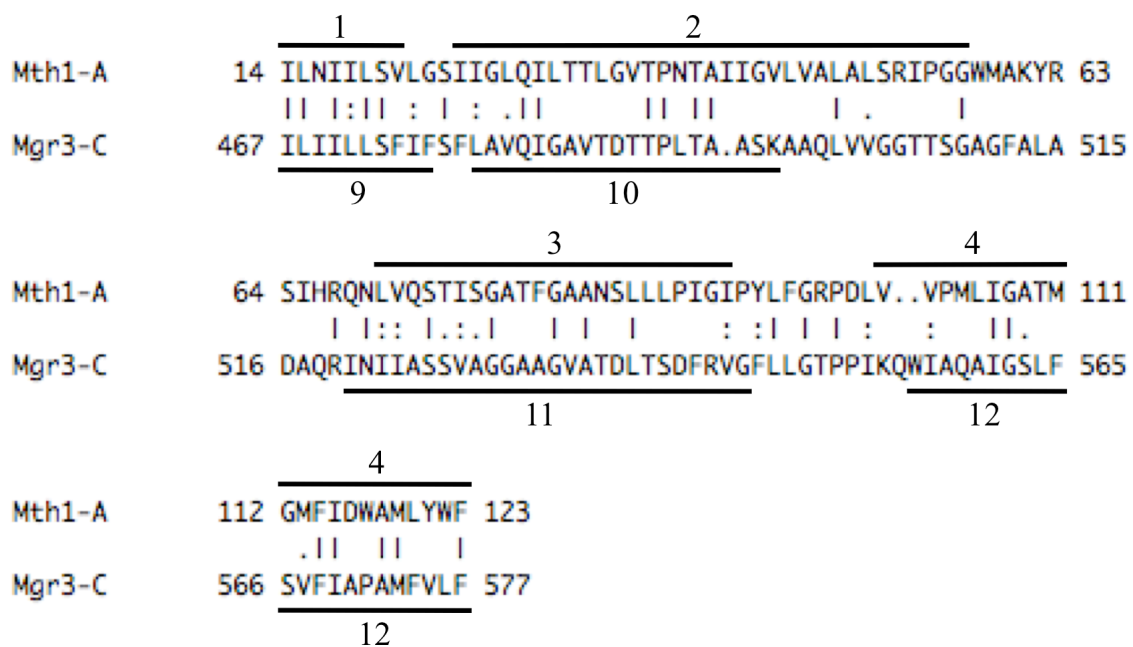 1 2
Mth1-A 14 ILNIILSVLGSIIGLQILTTLGVTPNTAIIGVLVALALSRIPGGWMAKYR 63
|| |:|| : | : .|| || || | . |
Mgr3-C 467 ILIILLSFIFSFLAVQIGAVTDTTPLTA.ASKAAQLVVGGTTSGAGFALA 515
9 10
3 4
Mth1-A 64 SIHRQNLVQSTISGATFGAANSLLLPIGIPYLFGRPDLV..VPMLIGATM 111
| |:: |.:.| | | | : :| | | : : ||.
Mgr3-C 516 DAQRINIIASSVAGGAAGVATDLTSDFRVGFLLGTPPIKQWIAQAIGSLF 565
11 12
4
Mth1-A 112 GMFIDWAMLYWF 123
.|| || |
Mgr3-C 566 SVFIAPAMFVLF 577
12